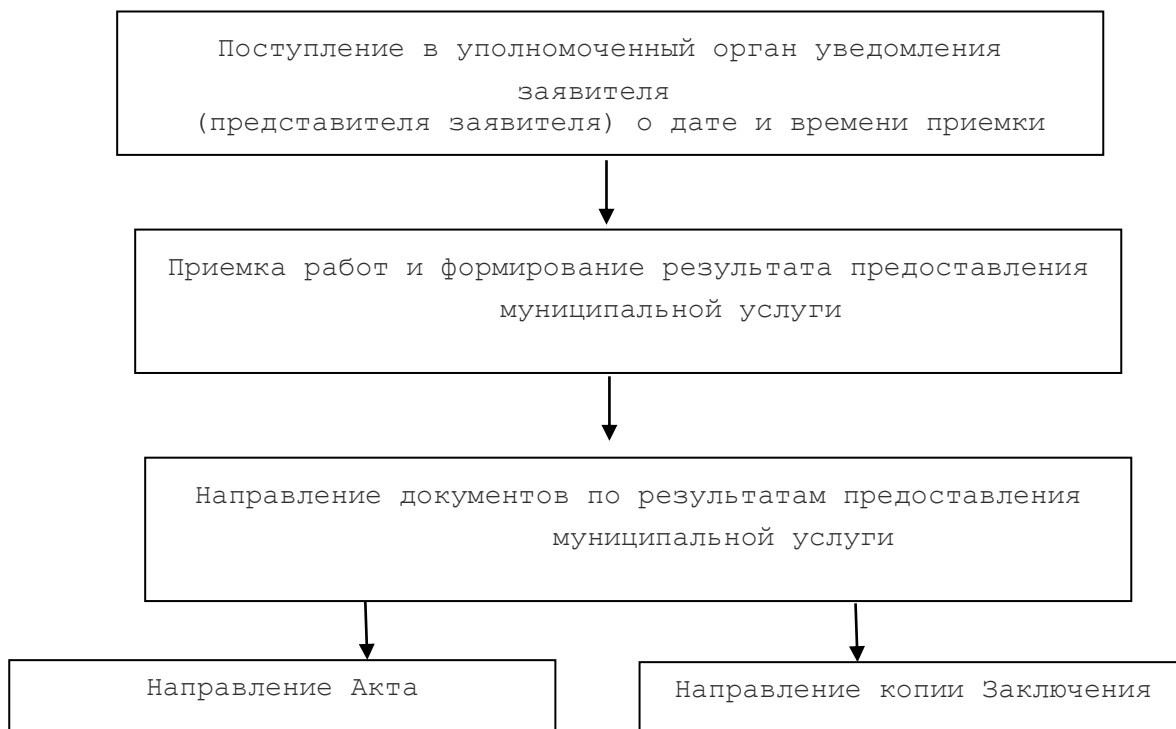 Поступление в уполномоченный орган уведомления
заявителя
(представителя заявителя) о дате и времени приемки
Приемка работ и формирование результата предоставления
муниципальной услуги
Направление документов по результатам предоставления
муниципальной услуги
Направление Акта
Направление копии Заключения